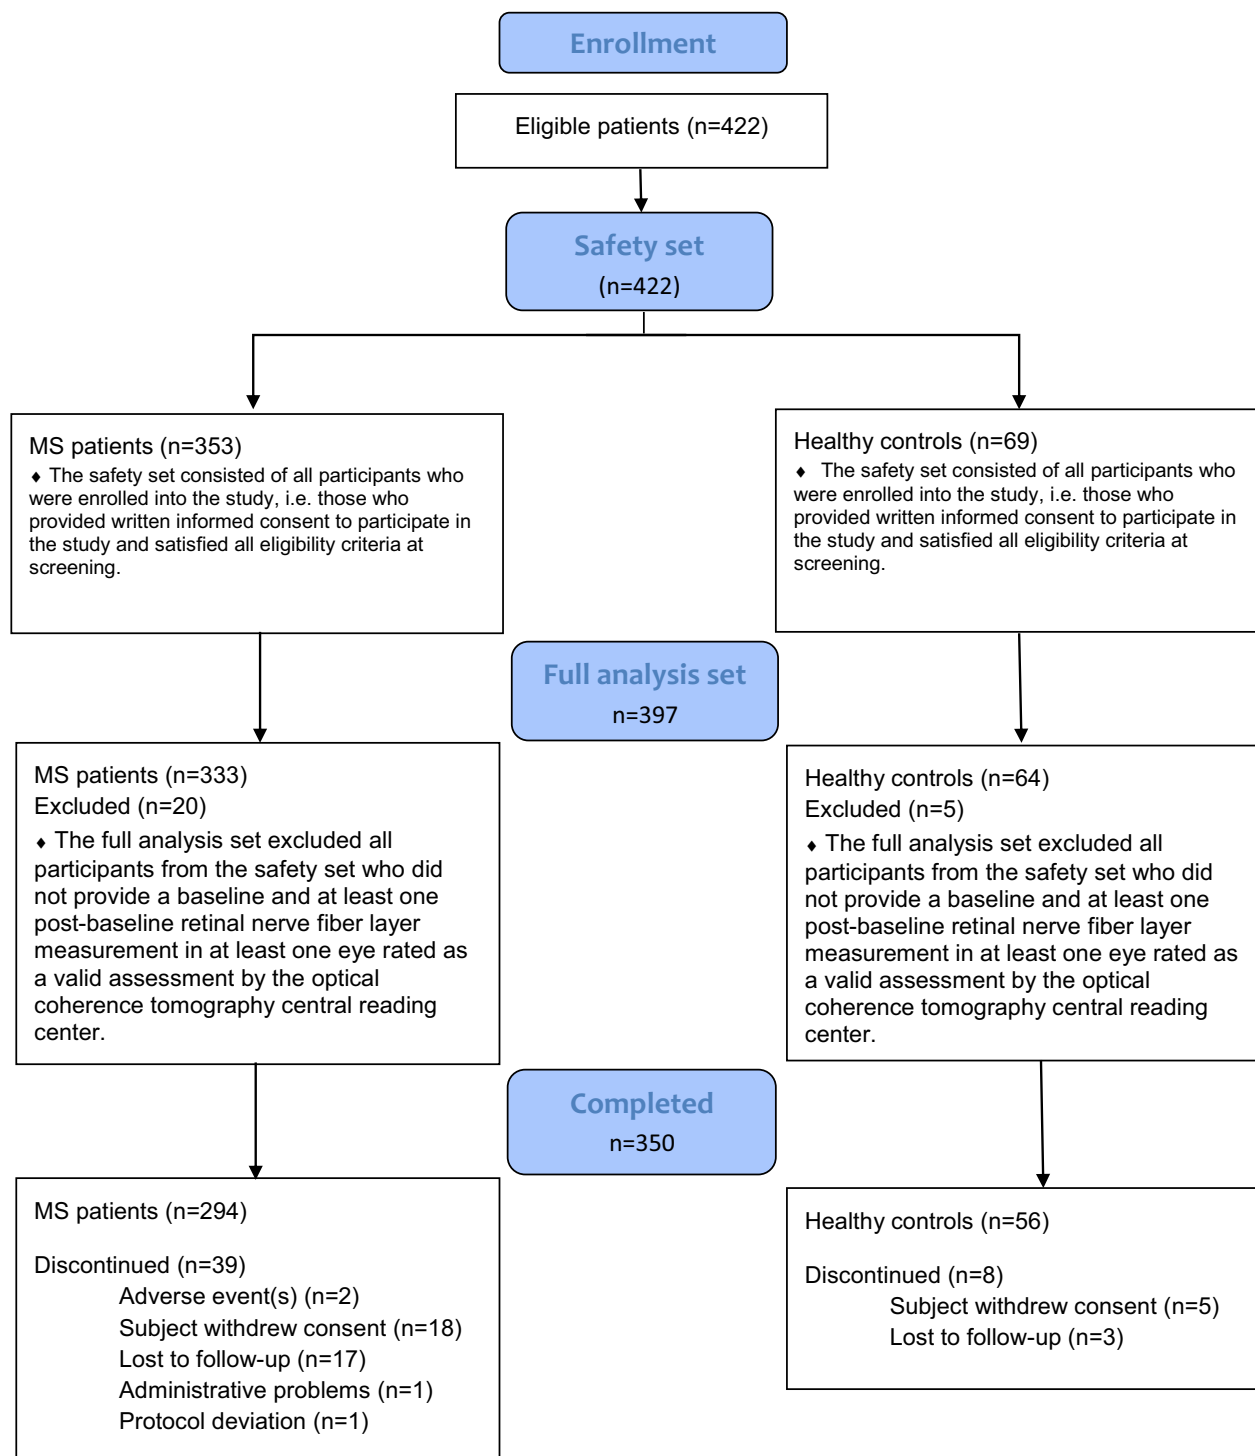 Enrollment
Eligible patients (n=422)
Safety set
(n=422)
MS patients (n=353)
♦ The safety set consisted of all participants who
were enrolled into the study, i.e. those who
provided written informed consent to participate in
the study and satisfied all eligibility criteria at
screening.
Healthy controls (n=69)
♦ The safety set consisted of all participants who
were enrolled into the study, i.e. those who
provided written informed consent to participate in
the study and satisfied all eligibility criteria at
screening.
Full analysis set
n=397
MS patients (n=333)
Excluded (n=20)
♦ The full analysis set excluded all
participants from the safety set who did
not provide a baseline and at least one
post-baseline retinal nerve fiber layer
measurement in at least one eye rated as
a valid assessment by the optical
coherence tomography central reading
center.
Healthy controls (n=64)
Excluded (n=5)
♦ The full analysis set excluded all
participants from the safety set who did
not provide a baseline and at least one
post-baseline retinal nerve fiber layer
measurement in at least one eye rated as
a valid assessment by the optical
coherence tomography central reading
center.
Completed
n=350
MS patients (n=294)
Discontinued (n=39)
Adverse event(s) (n=2)
Subject withdrew consent (n=18)
Lost to follow-up (n=17)
Administrative problems (n=1)
Protocol deviation (n=1)
Healthy controls (n=56)
Discontinued (n=8)
Subject withdrew consent (n=5)
Lost to follow-up (n=3)